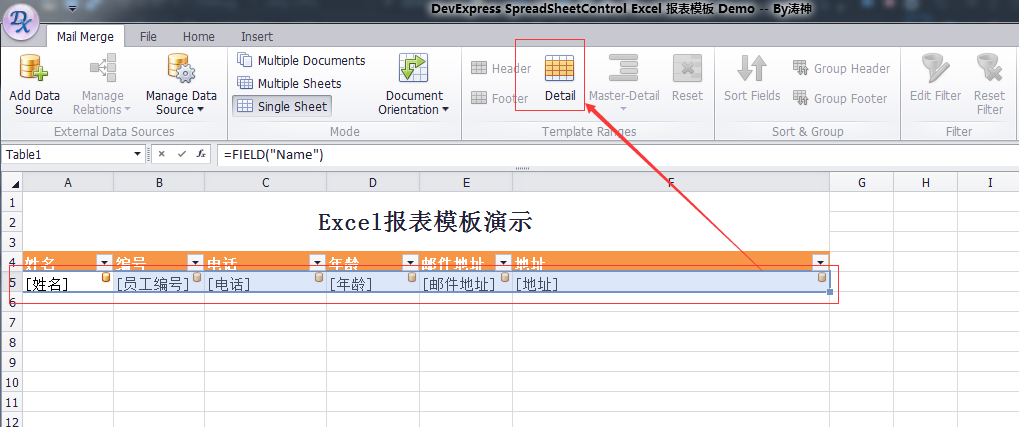 DevExpress SpreadSheetControl Excel 报表模板 Demo -- By涛神
Mail Merge File Home Insert
Add Data Source
Manage Relations
Manage Data Source
External Data Sources
Multiple Documents
Multiple Sheets
Single Sheet
Document Orientation
Mode
Header
Footer
Detail
Master-Detail
Reset
Template Ranges
Sort Fields
Group Header
Group Footer
Sort & Group
Edit Filter
Reset Filter
Filter
Table1 =FIELD("Name")
A B C D E F G H I
1
2 Excel报表模板演示
3
4 姓名 编号 电话 年龄 邮件地址 地址
5 [姓名] [员工编号] [电话] [年龄] [邮件地址] [地址]
6
7
8
9
10
11
12